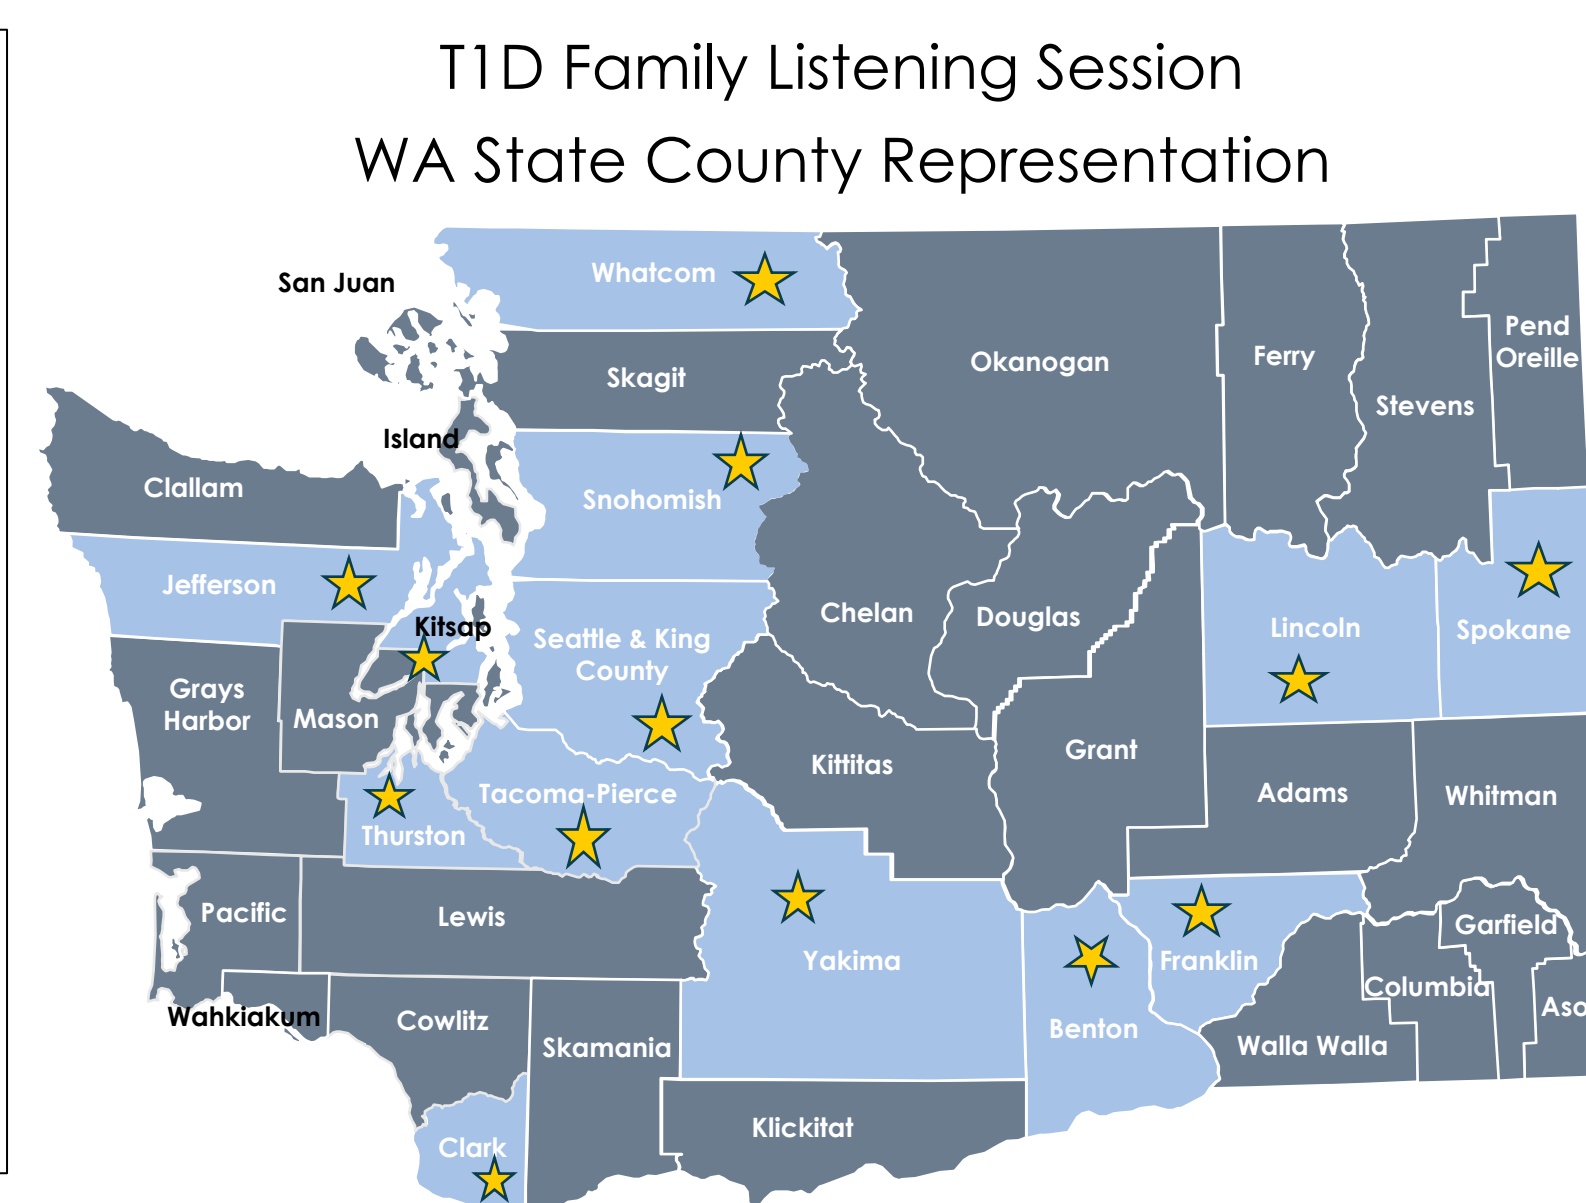 T1D Family Listening Session
WA State County Representation
San Juan
Whatcom
Skagit
Okanogan
Ferry
Pend
Oreille
Stevens
Island
Clallam
Snohomish
Jefferson
Kitsap
Seattle & King
County
Chelan
Douglas
Lincoln
Spokane
Grays
Harbor
Mason
Kittitas
Grant
Adams
Whitman
Tacoma-Pierce
Thurston
Pacific
Lewis
Yakima
Franklin
Garfield
Columbia
Aso
Wahkiakum
Cowlitz
Skamania
Benton
Walla Walla
Klickitat
Clark